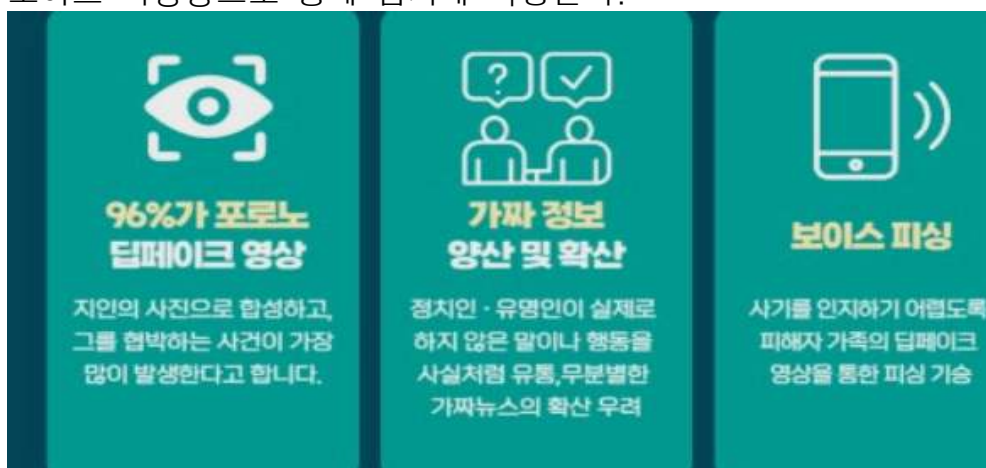 96%가 포로노
딥페이크 영상
지인의 사진으로 합성하고,
그를 협박하는 사건이 가장
많이 발생한다고 합니다.
?
가짜 정보
양산 및 확산
정치인 · 유명인이 실제로
하지 않은 말이나 행동을
사실처럼 유통,무분별한
가짜뉴스의 확산 우려
보이스 피싱
사기를 인지하기 어렵도록
피해자 가족의 딥페이크
영상을 통한 피싱 기승